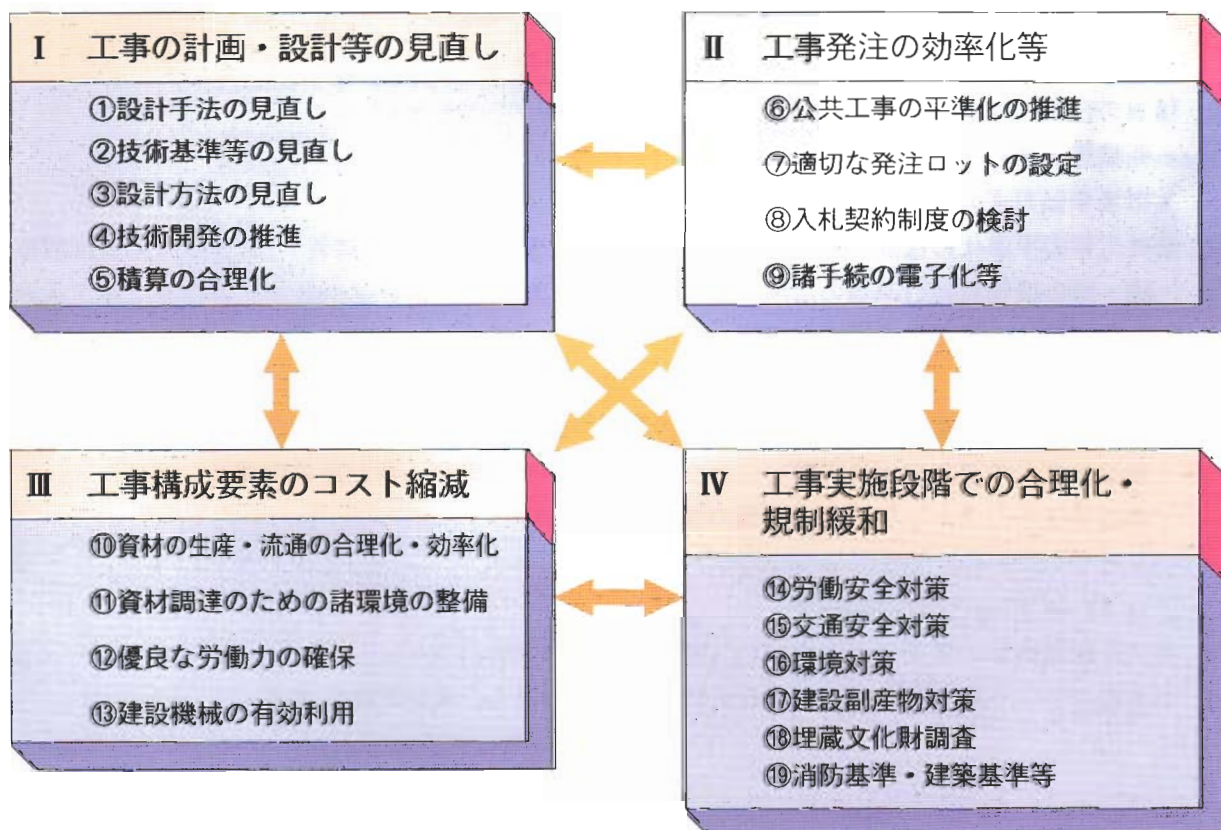 I 工事の計画・設計等の見直し
①設計手法の見直し
②技術基準等の見直し
③設計方法の見直し
④技術開発の推進
⑤積算の合理化
II 工事発注の効率化等
⑥公共工事の平準化の推進
⑦適切な発注ロットの設定
⑧入札契約制度の検討
⑨諸手続の電子化等
III 工事構成要素のコスト縮減
⑩資材の生産・流通の合理化・効率化
⑪資材調達のための諸環境の整備
⑫優良な労働力の確保
⑬建設機械の有効利用
IV 工事実施段階での合理化・
規制緩和
⑭労働安全対策
⑮交通安全対策
⑯環境対策
⑰建設副産物対策
⑱埋蔵文化財調査
⑲消防基準・建築基準等